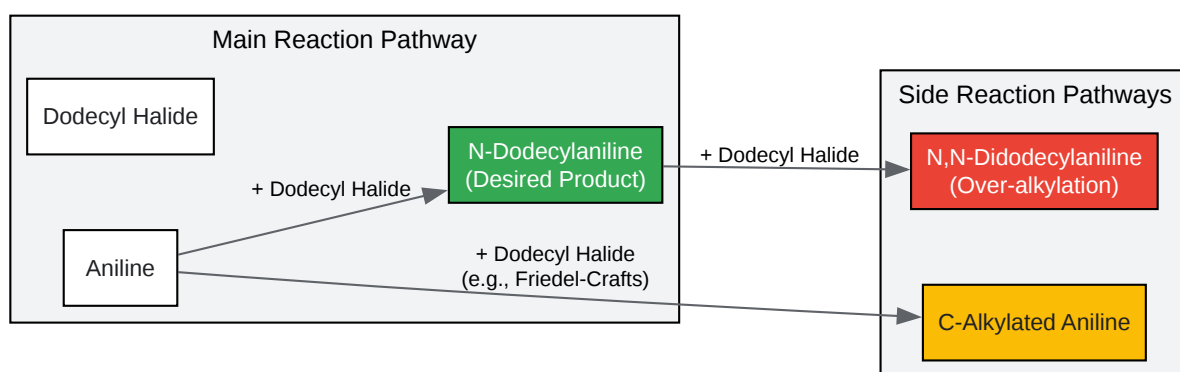 Main Reaction Pathway
Dodecyl Halide
Aniline
+ Dodecyl Halide
N-Dodecylaniline
(Desired Product)
+ Dodecyl Halide
(e.g., Friedel-Crafts)
+ Dodecyl Halide
Side Reaction Pathways
N,N-Didodecylaniline
(Over-alkylation)
C-Alkylated Aniline